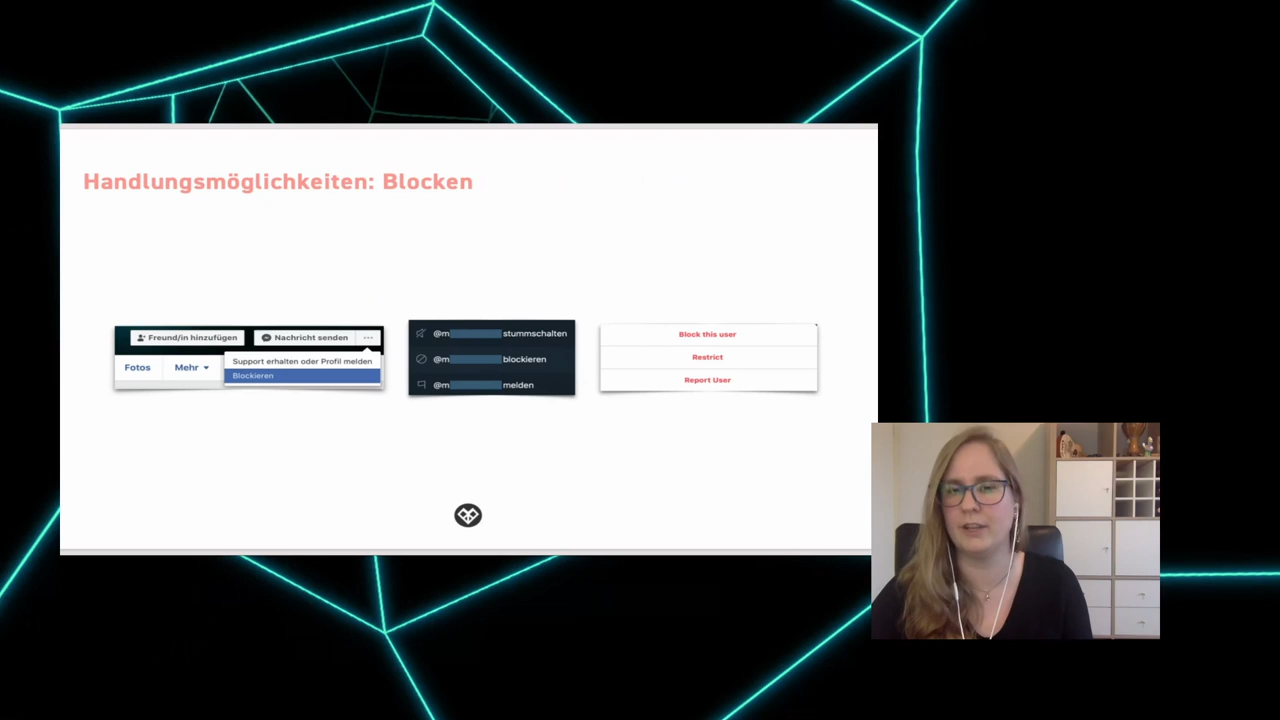 Handlungsmöglichkeiten: Blocken
Freund/in hinzufügen
Nachricht senden
...
Fotos
Mehr
Support erhalten oder Profil melden
Blockieren
@m stummschalten
@m blockieren
@m melden
Block this user
Restrict
Report User